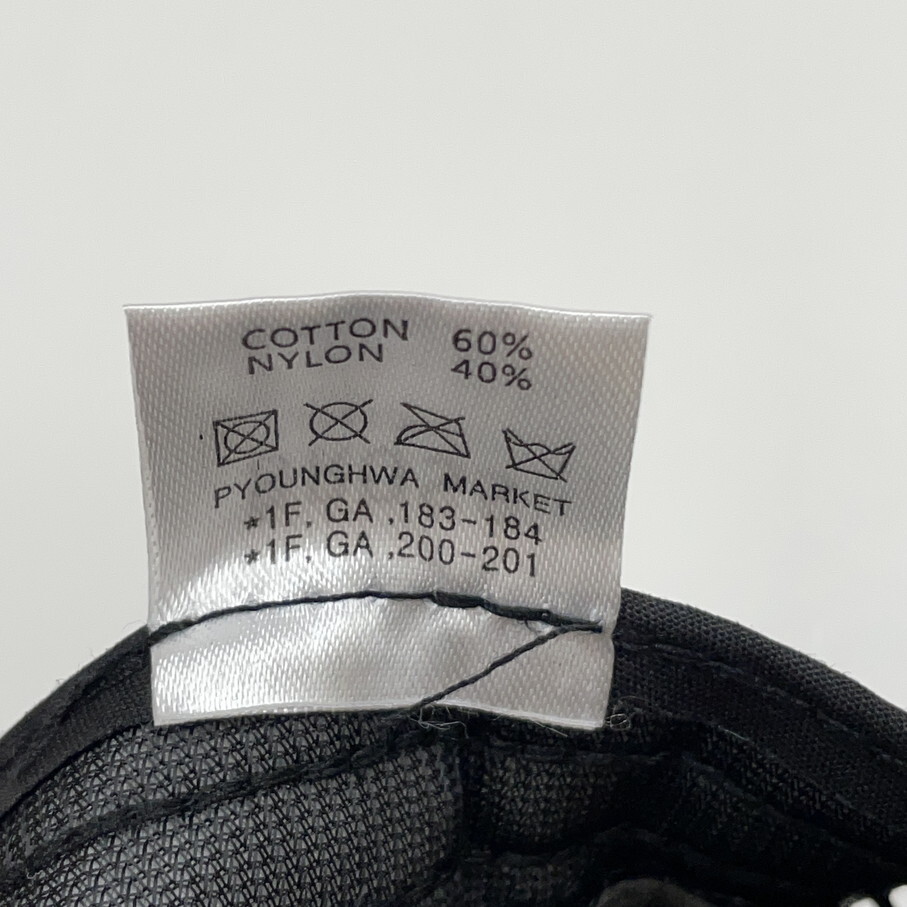 COTTON 60%
NYLON 40%
PYOUNGHWA MARKET
*1F, GA ,183-184
*1F, GA ,200-201